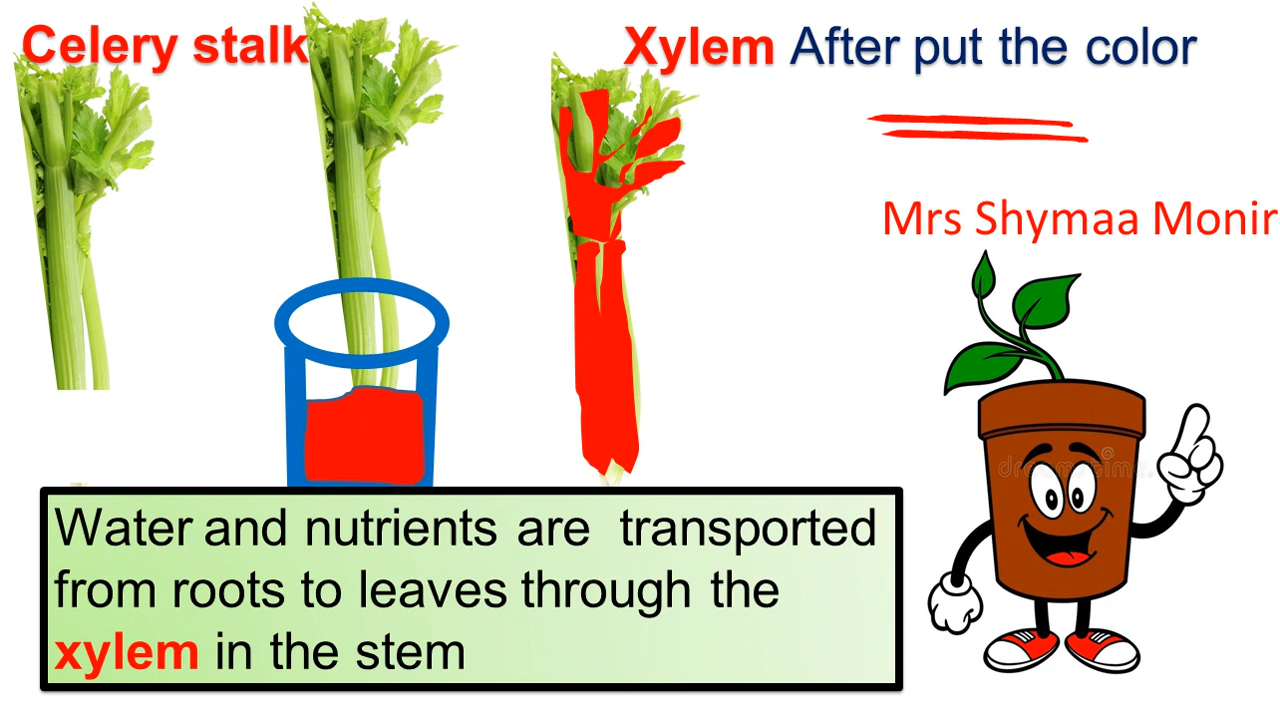 Celery stalk
Xylem After put the color
Mrs Shymaa Monir
Water and nutrients are transported
from roots to leaves through the
xylem in the stem